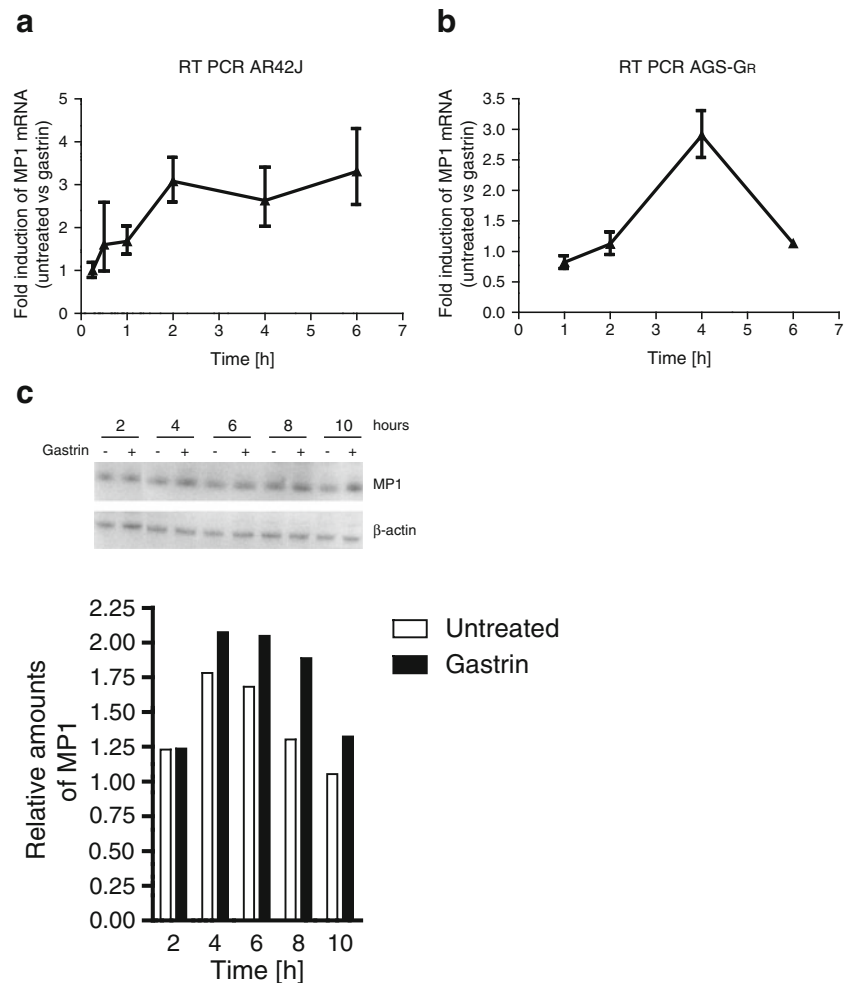 a
RT PCR AR42J
Fold induction of MP1 mRNA
(untreated vs gastrin)
5
4
3
2
1
0
0 1 2 3 4 5 6 7
Time [h]
b
RT PCR AGS-GR
Fold induction of MP1 mRNA
(untreated vs gastrin)
3.5
3.0
2.5
2.0
1.5
1.0
0.5
0.0
0 1 2 3 4 5 6 7
Time [h]
c
2 4 6 8 10 hours
Gastrin - + - + - + - + - +
MP1
β-actin
Relative amounts
of MP1
2.25
2.00
1.75
1.50
1.25
1.00
0.75
0.50
0.25
0.00
2 4 6 8 10
Time [h]
Untreated
Gastrin